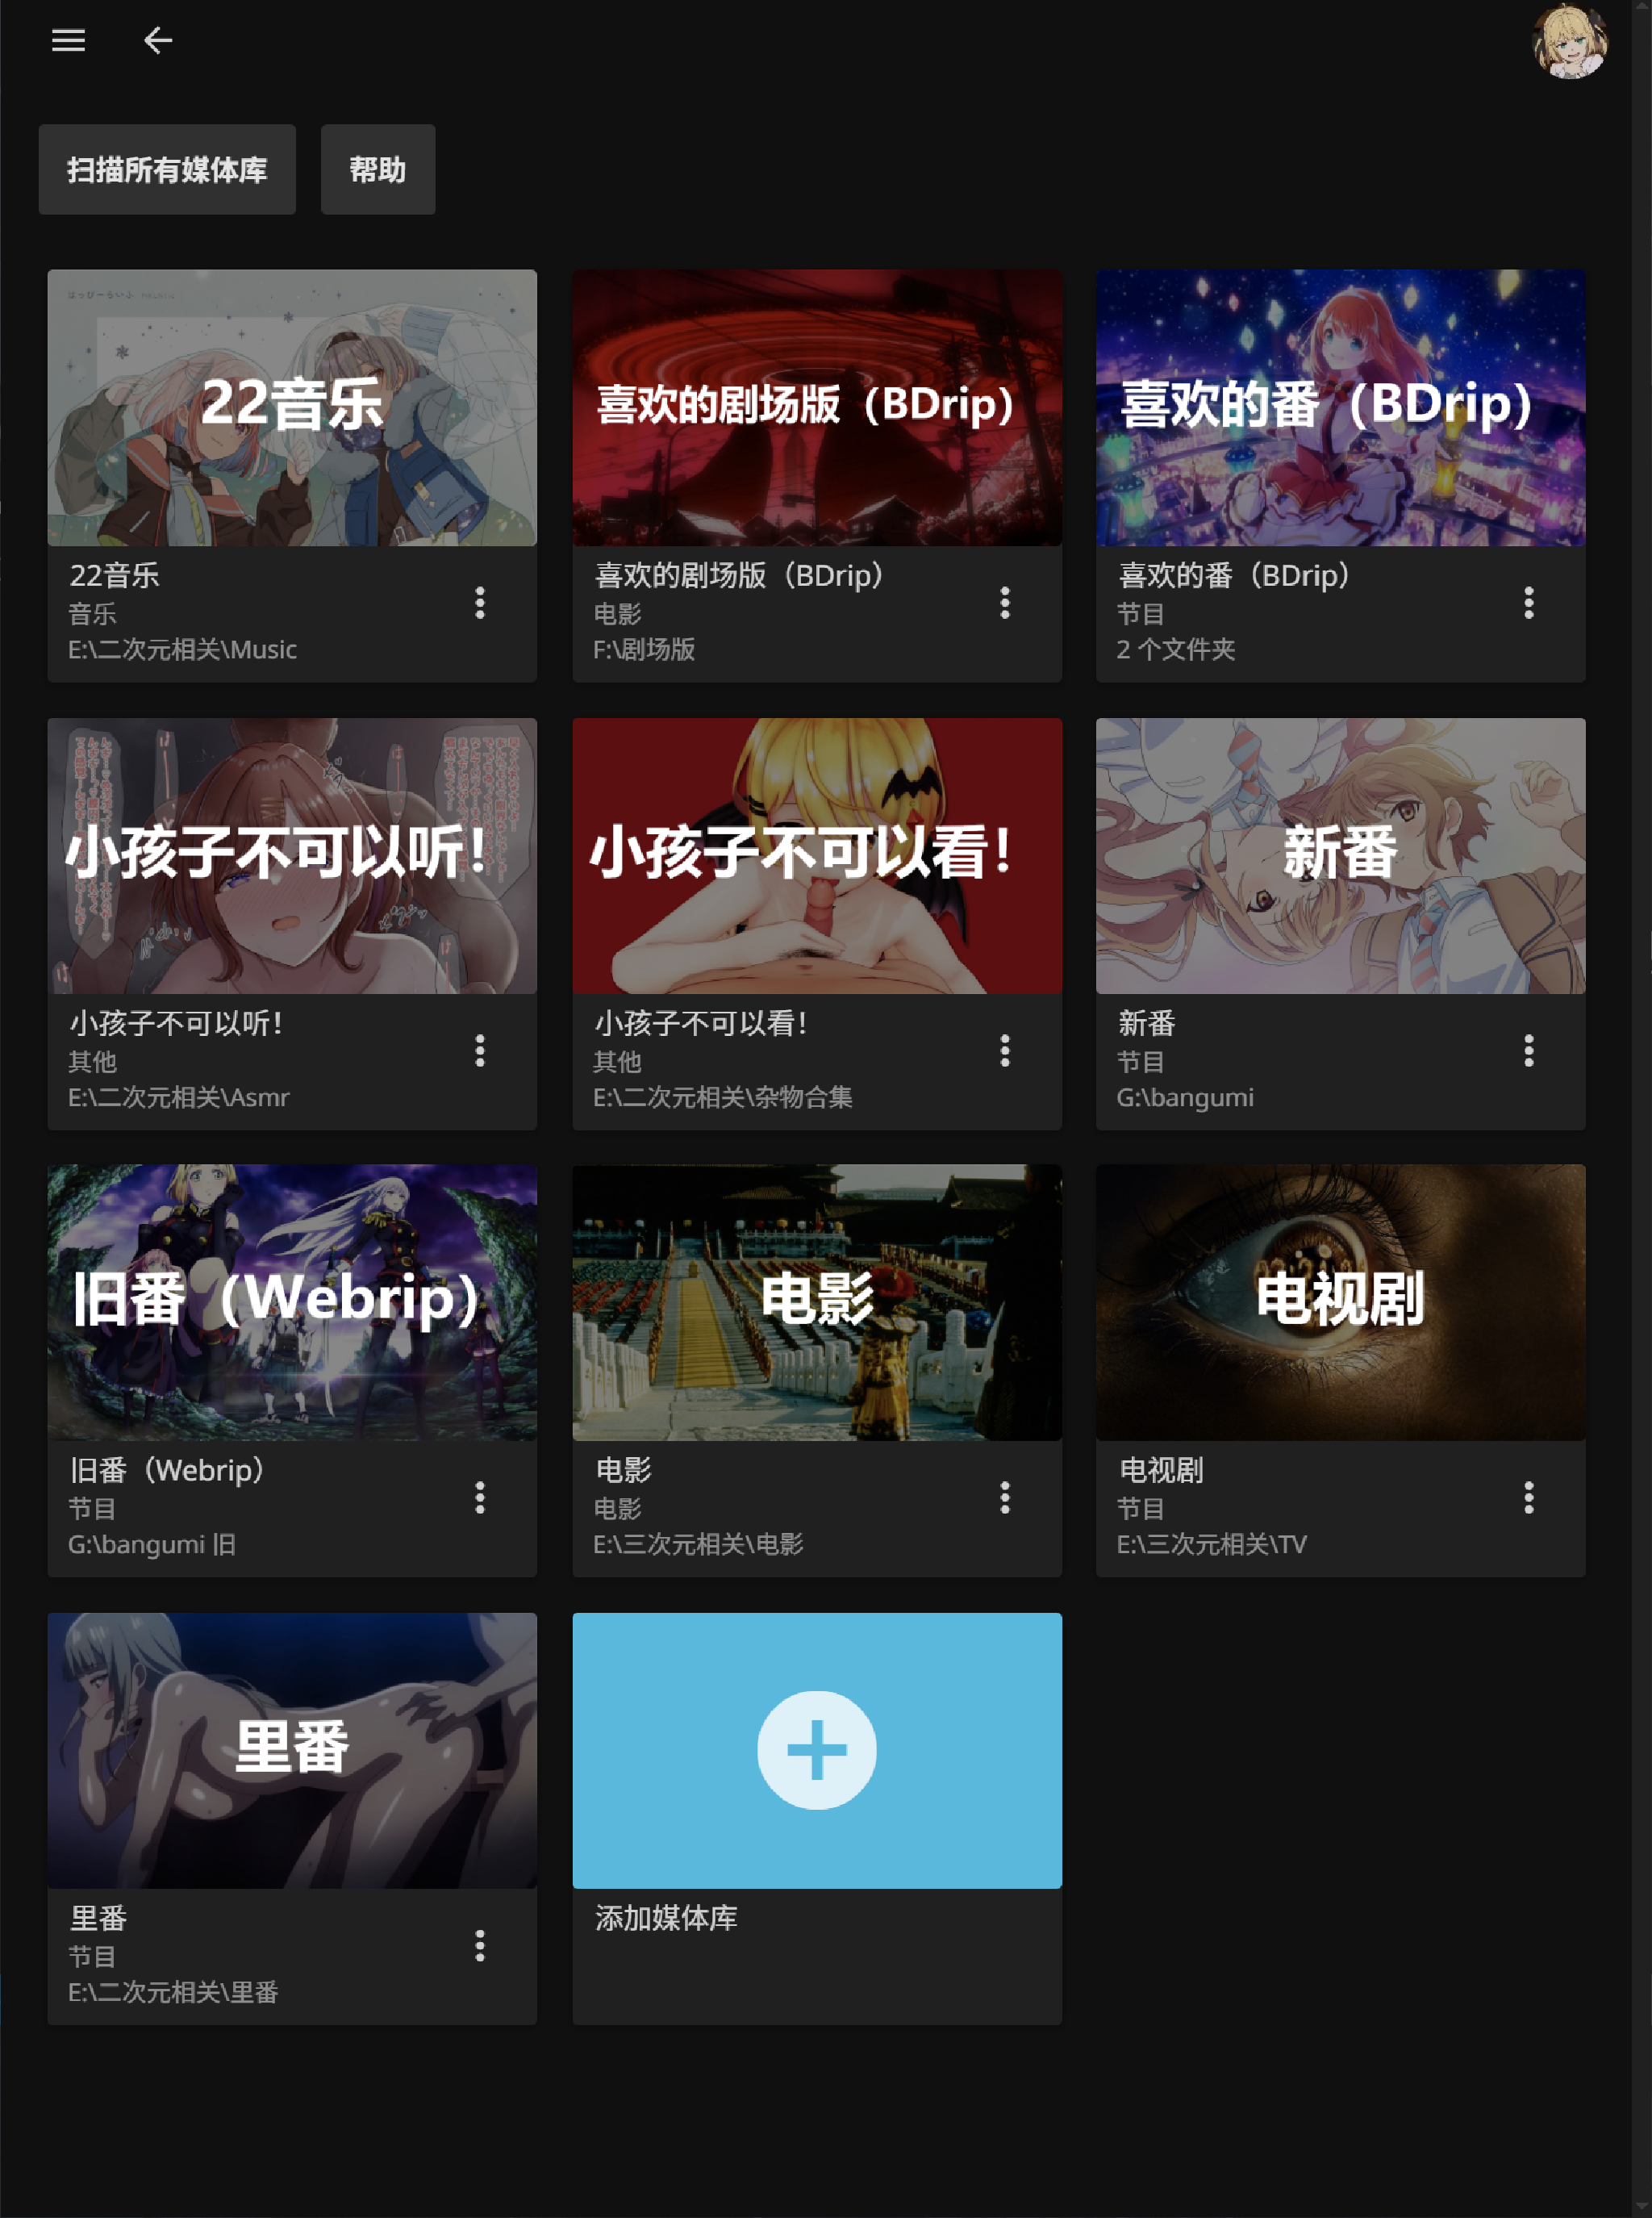 扫描所有媒体库
帮助
22音乐
22音乐
音乐
E:\二次元相关\Music
喜欢的剧场版（BDrip）
喜欢的剧场版（BDrip）
电影
F:\剧场版
喜欢的番（BDrip）
喜欢的番（BDrip）
节目
2 个文件夹
小孩子不可以听！
小孩子不可以听！
其他
E:\二次元相关\Asmr
小孩子不可以看！
小孩子不可以看！
其他
E:\二次元相关\杂物合集
新番
新番
节目
G:\bangumi
旧番（Webrip）
旧番（Webrip）
节目
G:\bangumi 旧
电影
电影
电影
E:\三次元相关\电影
电视剧
电视剧
节目
E:\三次元相关\TV
里番
里番
节目
E:\二次元相关\里番
添加媒体库